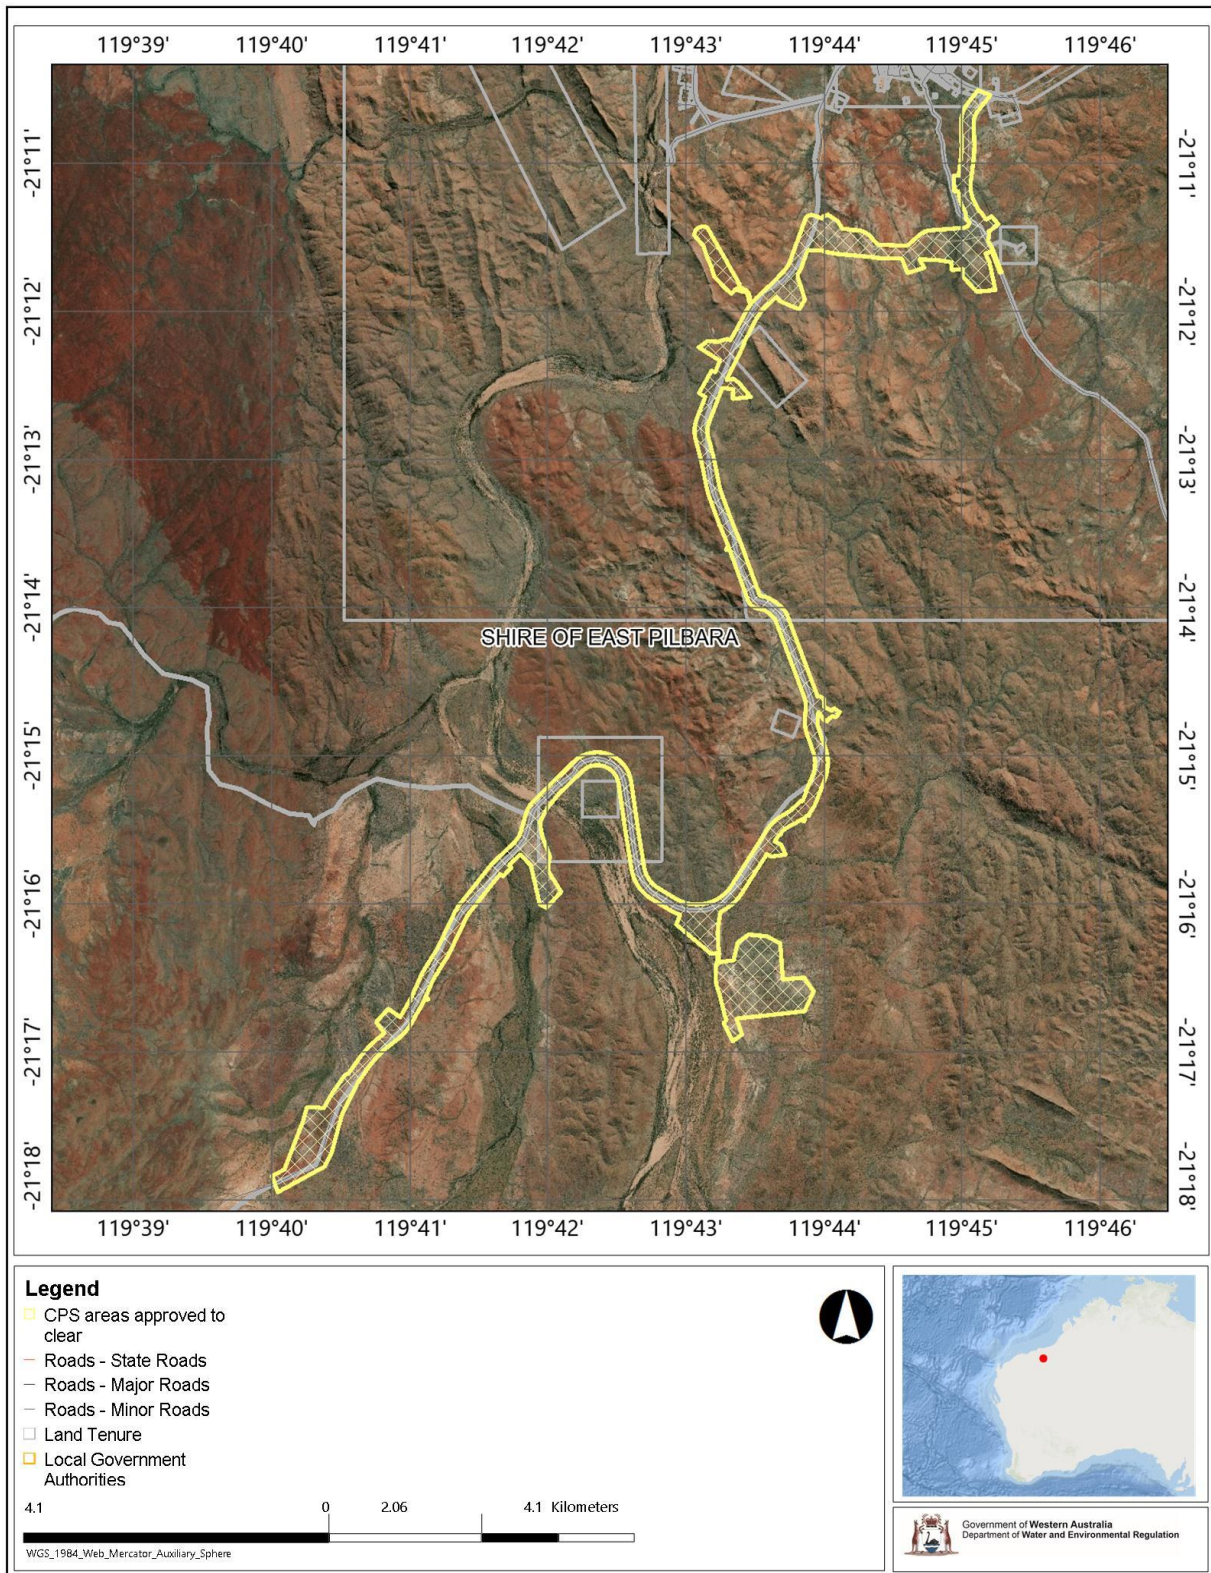 119°39' 119°40' 119°41' 119°42' 119°43' 119°44' 119°45' 119°46'
-21°11' -21°11'
-21°12' -21°12'
-21°13' -21°13'
-21°14' -21°14'
SHIRE OF EAST PILBARA
-21°15' -21°15'
-21°16' -21°16'
-21°17' -21°17'
-21°18' -21°18'
119°39' 119°40' 119°41' 119°42' 119°43' 119°44' 119°45' 119°46'
Legend
CPS areas approved to
clear
Roads - State Roads
Roads - Major Roads
Roads - Minor Roads
Land Tenure
Local Government
Authorities
4.1 0 2.06 4.1 Kilometers
WGS_1984_Web_Mercator_Auxiliary_Sphere
Government of Western Australia
Department of Water and Environmental Regulation